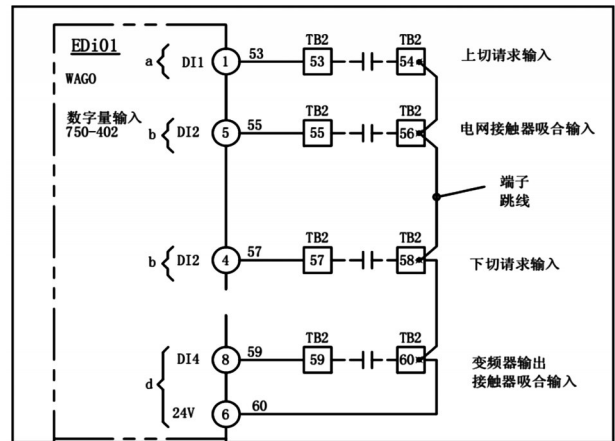 EDi01
WAGO
数字量输入
750-402
a DI1 1 53 TB2 53 TB2 54 上切请求输入
b DI2 5 55 TB2 55 TB2 56 电网接触器吸合输入
端子
跳线
b DI2 4 57 TB2 57 TB2 58 下切请求输入
d DI4 8 59 TB2 59 TB2 60 变频器输出
接触器吸合输入
24V 6 60